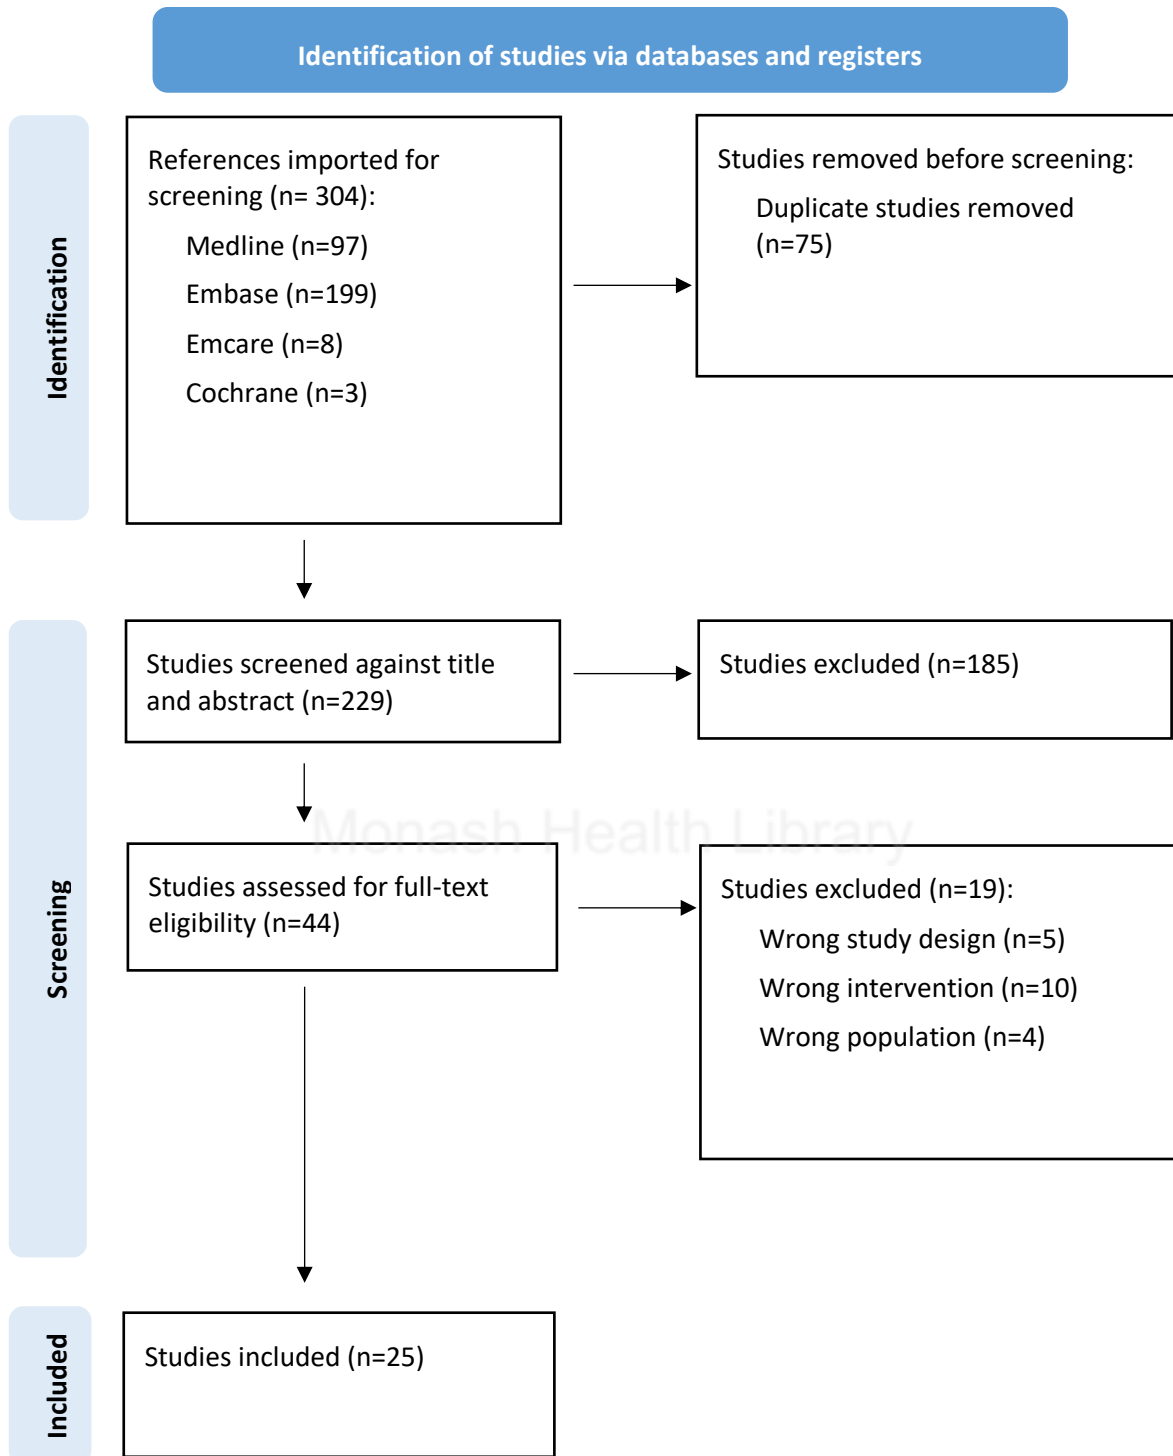 Identification of studies via databases and registers
Identification
References imported for
screening (n= 304):
Medline (n=97)
Embase (n=199)
Emcare (n=8)
Cochrane (n=3)
Studies removed before screening:
Duplicate studies removed
(n=75)
Screening
Studies screened against title
and abstract (n=229)
Studies excluded (n=185)
Monash Health Library
Studies assessed for full-text
eligibility (n=44)
Studies excluded (n=19):
Wrong study design (n=5)
Wrong intervention (n=10)
Wrong population (n=4)
Included
Studies included (n=25)